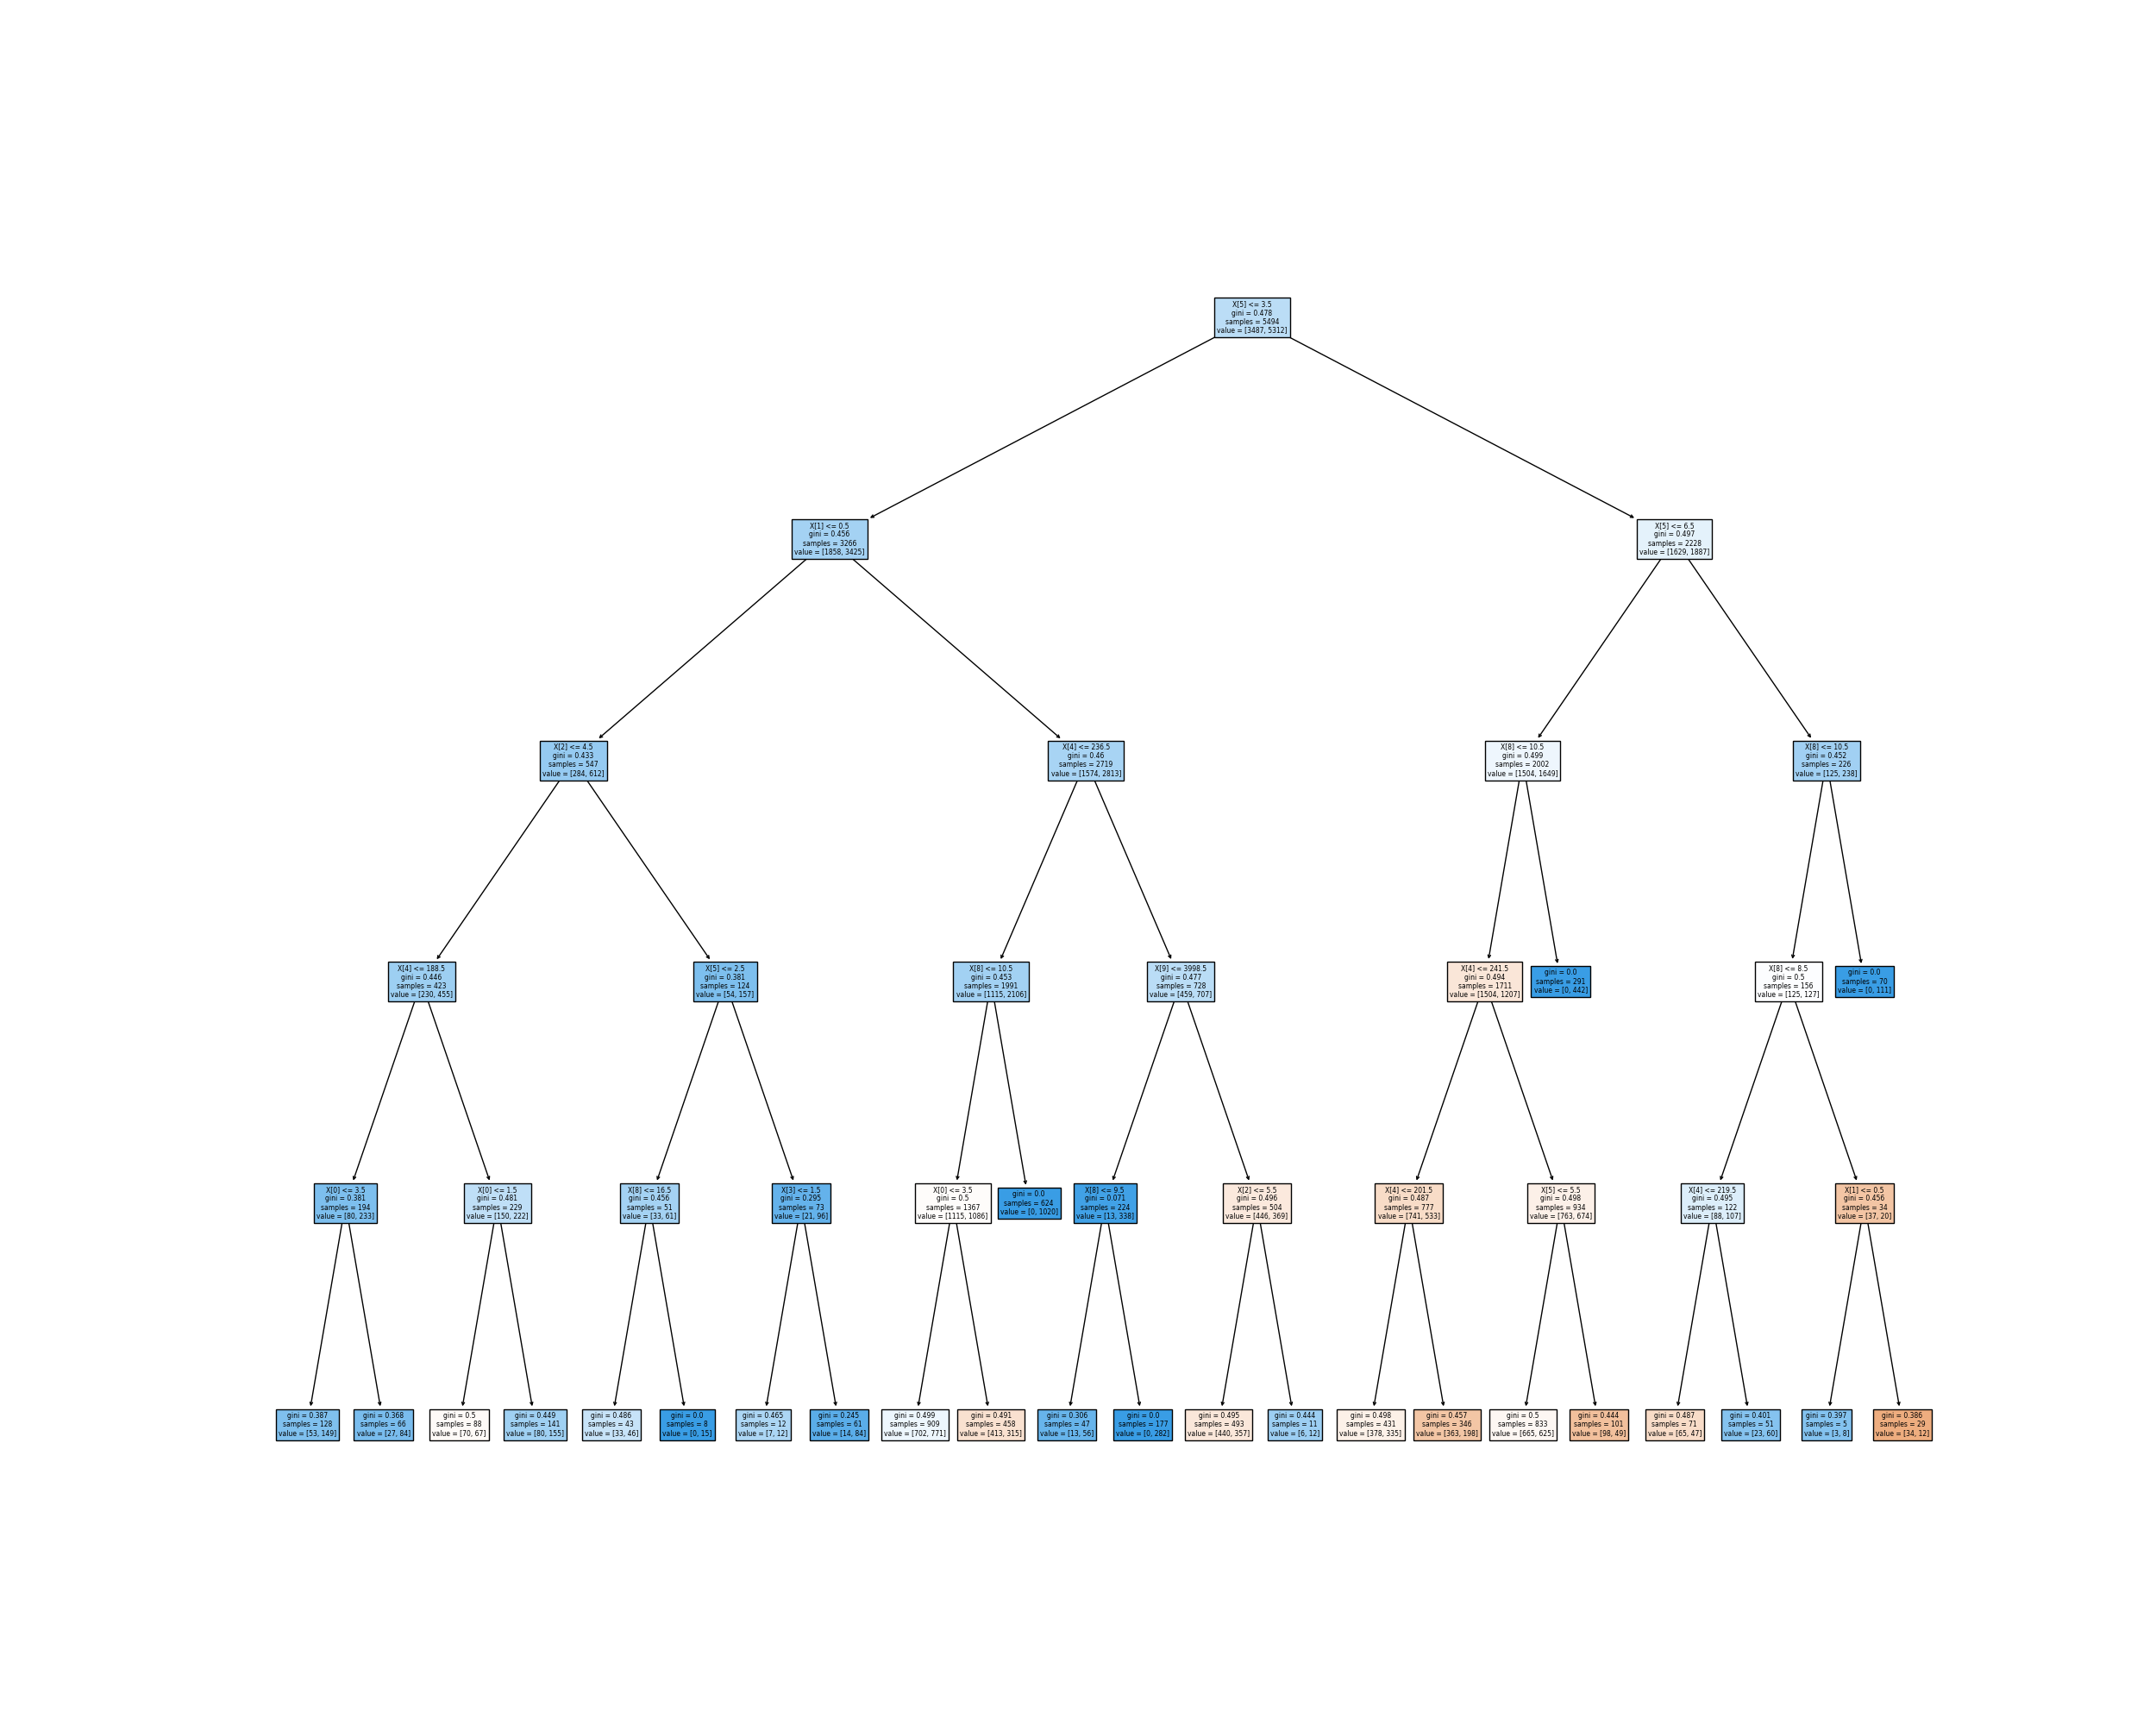 X[5] <= 3.5
gini = 0.478
samples = 5494
value = [3487, 5312]
X[1] <= 0.5
gini = 0.456
samples = 3266
value = [1858, 3425]
X[5] <= 6.5
gini = 0.497
samples = 2228
value = [1629, 1887]
X[2] <= 4.5
gini = 0.433
samples = 547
value = [284, 612]
X[4] <= 236.5
gini = 0.46
samples = 2719
value = [1574, 2813]
X[8] <= 10.5
gini = 0.499
samples = 2002
value = [1504, 1649]
X[8] <= 10.5
gini = 0.452
samples = 226
value = [125, 238]
X[4] <= 188.5
gini = 0.446
samples = 423
value = [230, 455]
X[5] <= 2.5
gini = 0.381
samples = 124
value = [54, 157]
X[8] <= 10.5
gini = 0.453
samples = 1991
value = [1115, 2106]
X[9] <= 3998.5
gini = 0.477
samples = 728
value = [459, 707]
X[4] <= 241.5
gini = 0.494
samples = 1711
value = [1504, 1207]
gini = 0.0
samples = 291
value = [0, 442]
X[8] <= 8.5
gini = 0.5
samples = 156
value = [125, 127]
gini = 0.0
samples = 70
value = [0, 111]
X[0] <= 3.5
gini = 0.381
samples = 194
value = [80, 233]
X[0] <= 1.5
gini = 0.481
samples = 229
value = [150, 222]
X[8] <= 16.5
gini = 0.456
samples = 51
value = [33, 61]
X[3] <= 1.5
gini = 0.295
samples = 73
value = [21, 96]
X[0] <= 3.5
gini = 0.5
samples = 1367
value = [1115, 1086]
gini = 0.0
samples = 624
value = [0, 1020]
X[8] <= 9.5
gini = 0.071
samples = 224
value = [13, 338]
X[2] <= 5.5
gini = 0.496
samples = 504
value = [446, 369]
X[4] <= 201.5
gini = 0.487
samples = 777
value = [741, 533]
X[5] <= 5.5
gini = 0.498
samples = 934
value = [763, 674]
X[4] <= 219.5
gini = 0.495
samples = 122
value = [88, 107]
X[1] <= 0.5
gini = 0.456
samples = 34
value = [37, 20]
gini = 0.387
samples = 128
value = [53, 149]
gini = 0.368
samples = 66
value = [27, 84]
gini = 0.5
samples = 88
value = [70, 67]
gini = 0.449
samples = 141
value = [80, 155]
gini = 0.486
samples = 43
value = [33, 46]
gini = 0.0
samples = 8
value = [0, 15]
gini = 0.465
samples = 12
value = [7, 12]
gini = 0.245
samples = 61
value = [14, 84]
gini = 0.499
samples = 909
value = [702, 771]
gini = 0.491
samples = 458
value = [413, 315]
gini = 0.306
samples = 47
value = [13, 56]
gini = 0.0
samples = 177
value = [0, 282]
gini = 0.495
samples = 493
value = [440, 357]
gini = 0.444
samples = 11
value = [6, 12]
gini = 0.498
samples = 431
value = [378, 335]
gini = 0.457
samples = 346
value = [363, 198]
gini = 0.5
samples = 833
value = [665, 625]
gini = 0.444
samples = 101
value = [98, 49]
gini = 0.487
samples = 71
value = [65, 47]
gini = 0.401
samples = 51
value = [23, 60]
gini = 0.397
samples = 5
value = [3, 8]
gini = 0.386
samples = 29
value = [34, 12]